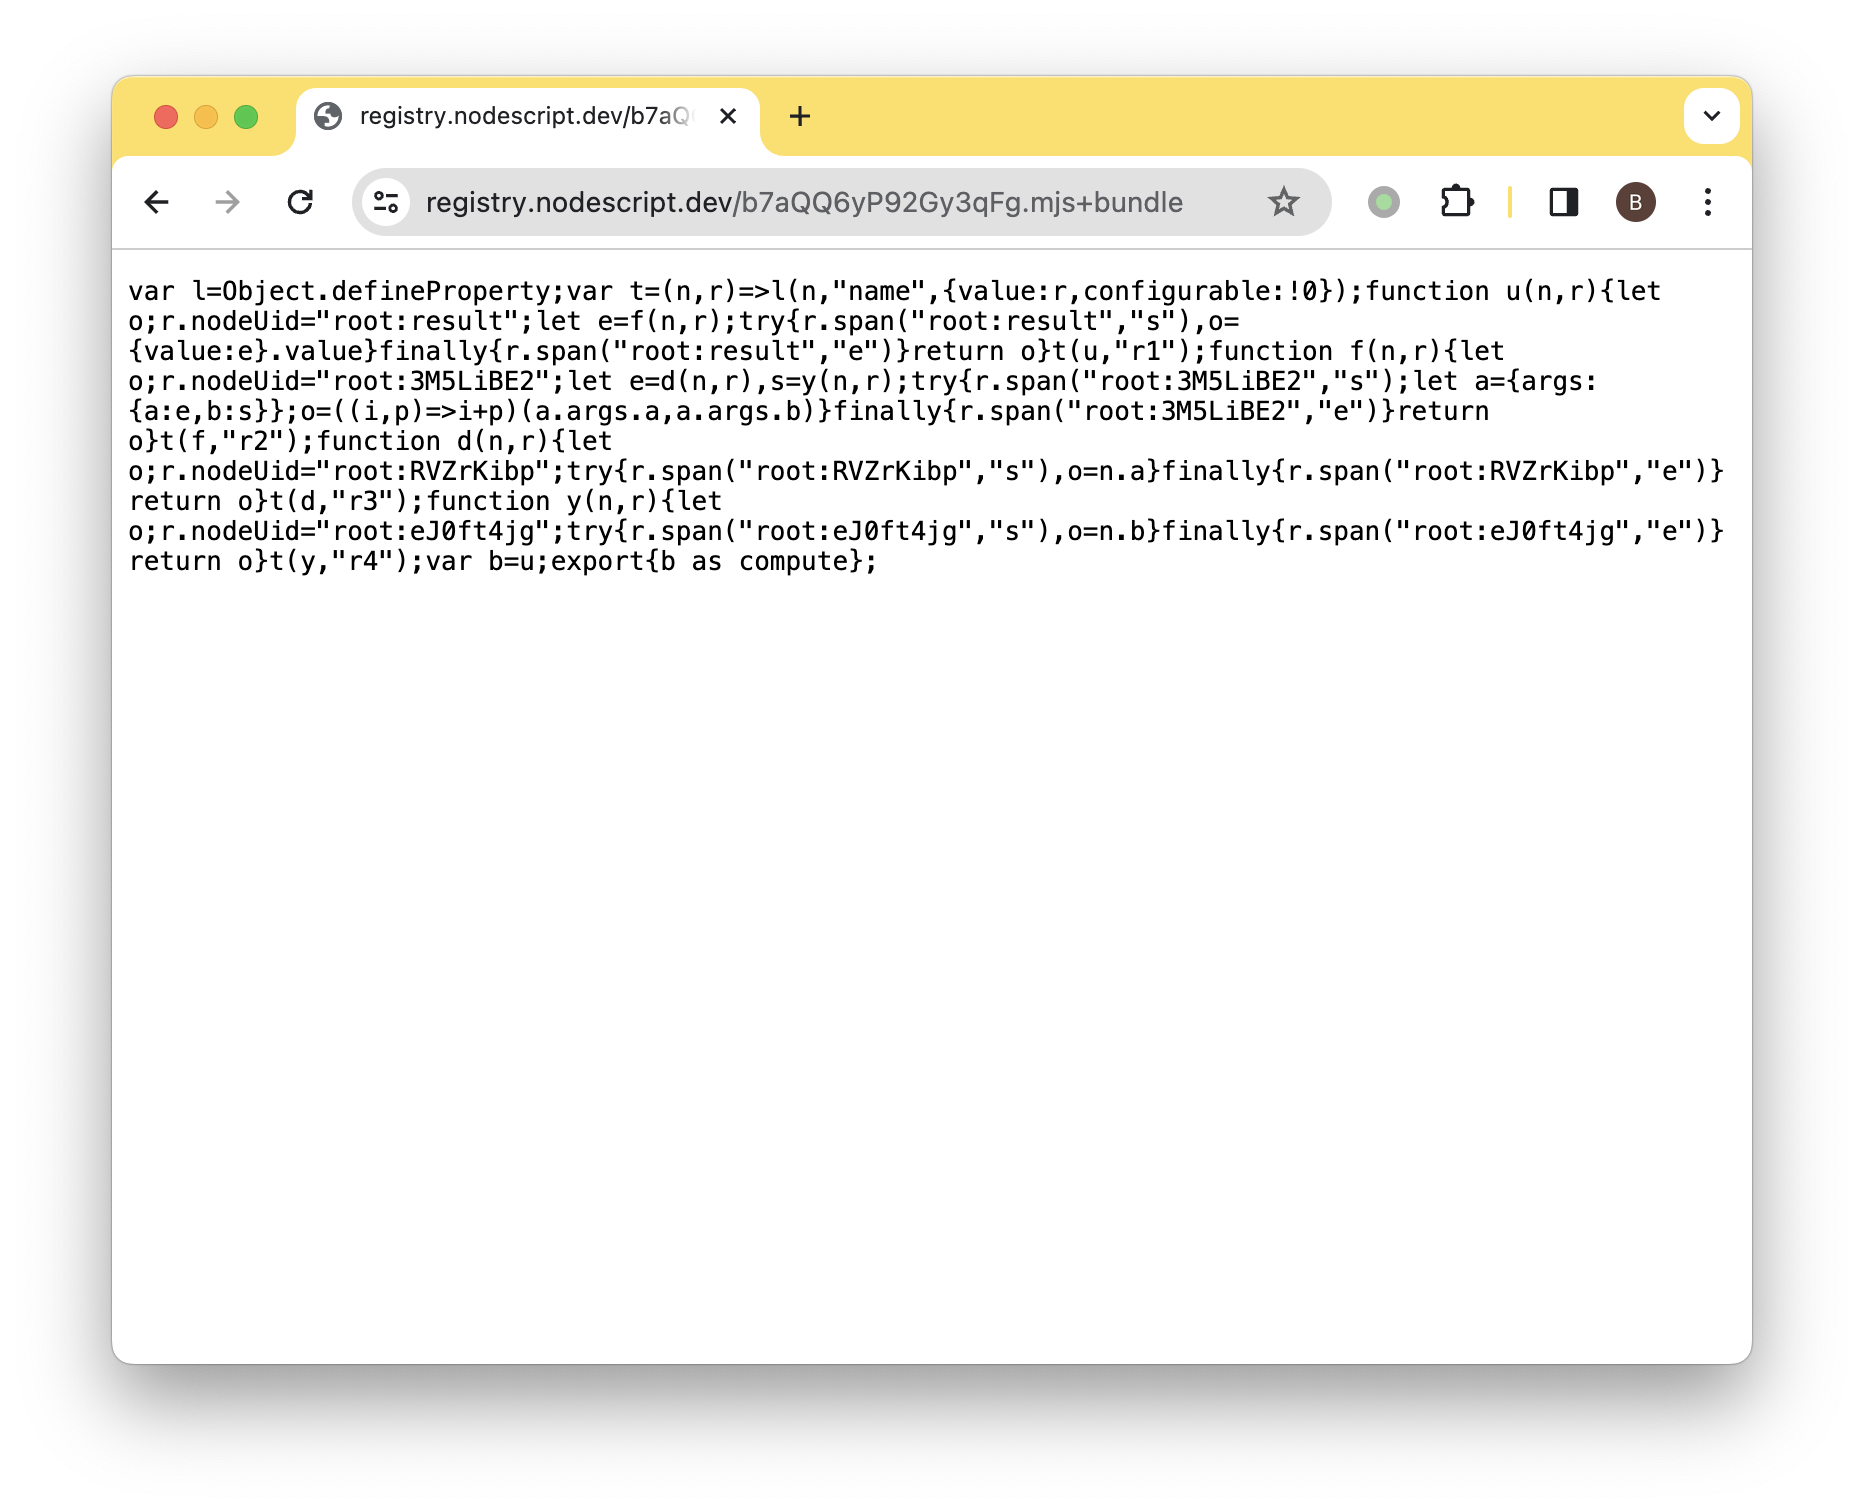 registry.nodescript.dev/b7aQ
registry.nodescript.dev/b7aQQ6yP92Gy3qFg.mjs+bundle
B
var l=Object.defineProperty;var t=(n,r)=>l(n,"name",{value:r,configurable:!0});function u(n,r){let
o;r.nodeUid="root:result";let e=f(n,r);try{r.span("root:result","s"),o=
{value:e}.value}finally{r.span("root:result","e")}return o}t(u,"r1");function f(n,r){let
o;r.nodeUid="root:3M5LiBE2";let e=d(n,r),s=y(n,r);try{r.span("root:3M5LiBE2","s");let a={args:
{a:e,b:s}};o=((i,p)=>i+p)(a.args.a,a.args.b)}finally{r.span("root:3M5LiBE2","e")}return
o}t(f,"r2");function d(n,r){let
o;r.nodeUid="root:RVZrKibp";try{r.span("root:RVZrKibp","s"),o=n.a}finally{r.span("root:RVZrKibp","e")}
return o}t(d,"r3");function y(n,r){let
o;r.nodeUid="root:eJ0ft4jg";try{r.span("root:eJ0ft4jg","s"),o=n.b}finally{r.span("root:eJ0ft4jg","e")}
return o}t(y,"r4");var b=u;export{b as compute};